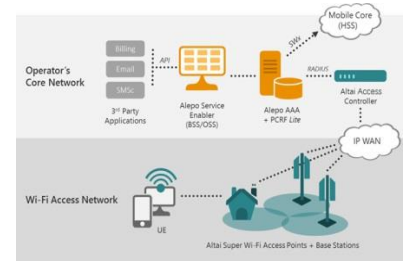 Mobile Core
(HSS)
Operator's
Core Network
Billing
Email
SMSc
API
SWx
RADIUS
3rd Party
Applications
Alepo Service
Enabler
(BSS/OSS)
Alepo AAA
+ PCRF Lite
Altai Access
Controller
IP WAN
Wi-Fi Access Network
UE
Altai Super Wi-Fi Access Points + Base Stations